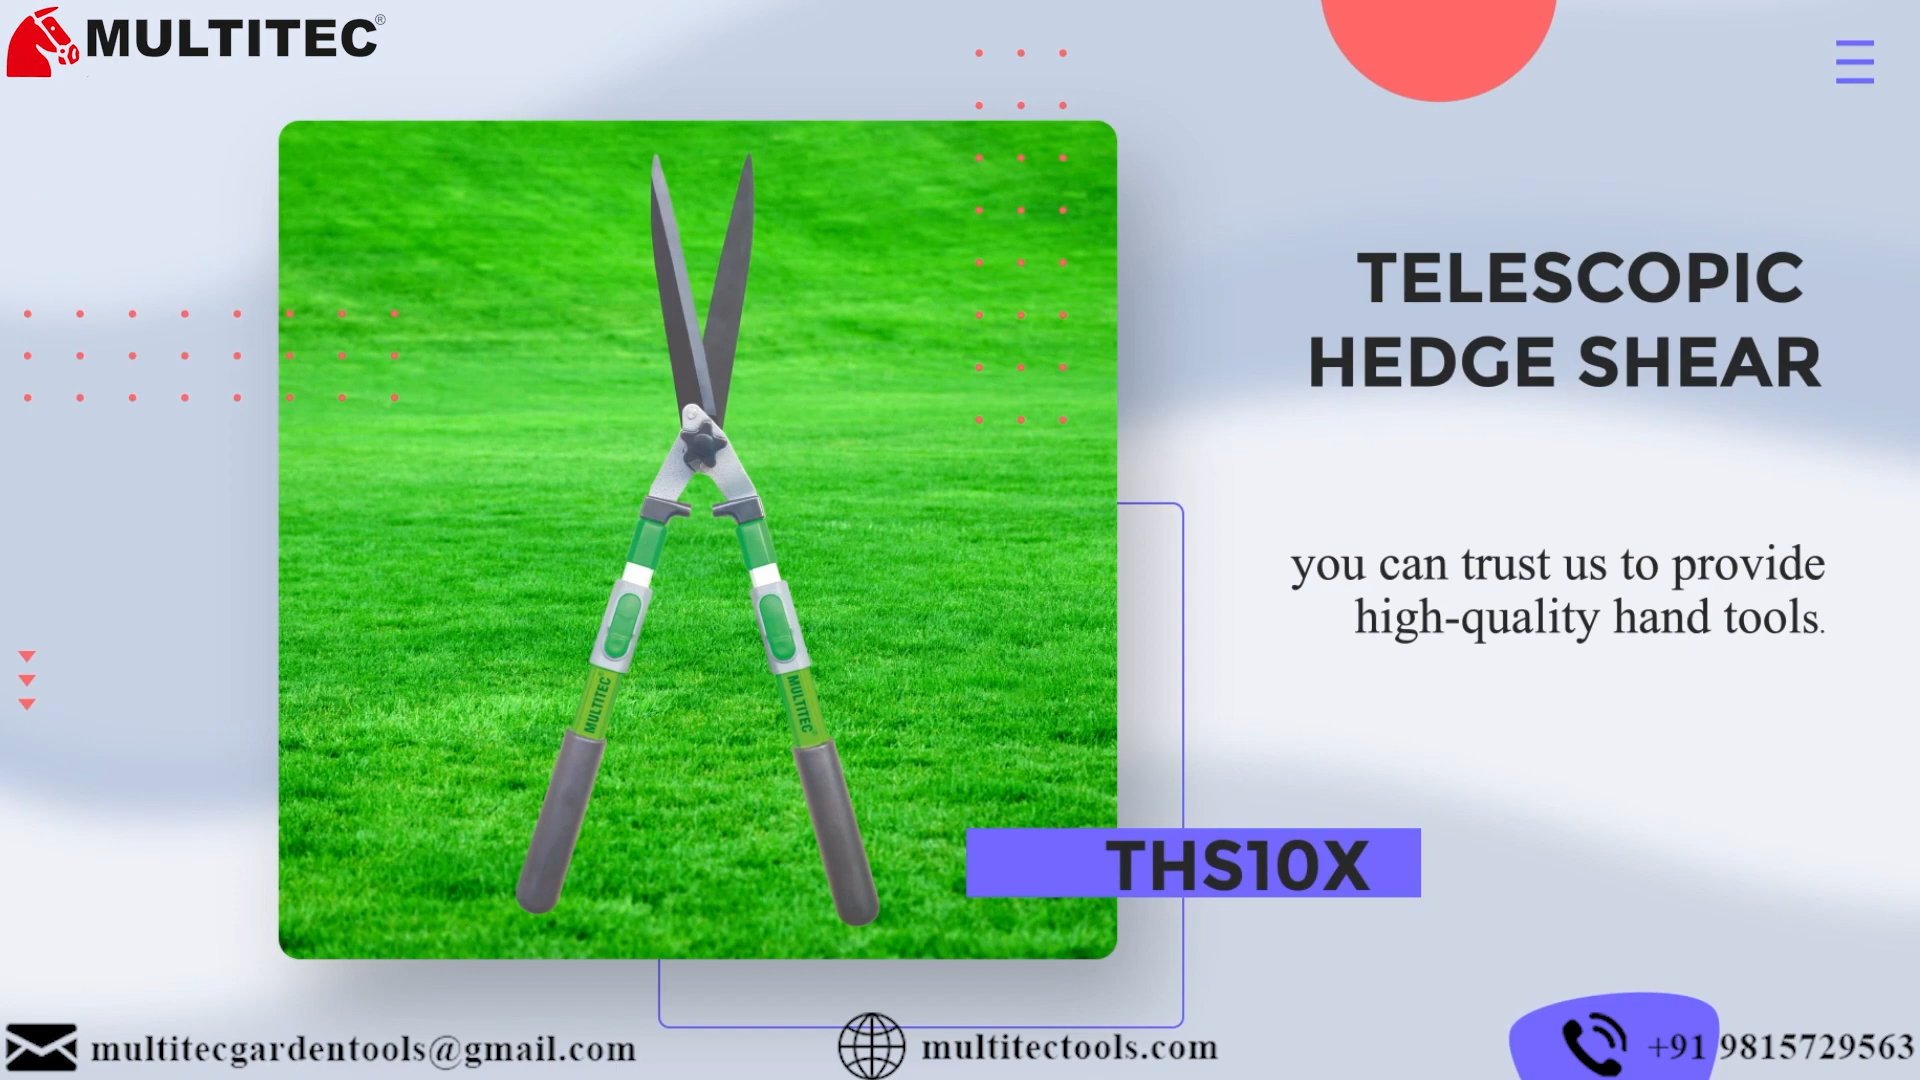 MULTITEC®
TELESCOPIC
HEDGE SHEAR
you can trust us to provide
high-quality hand tools.
MULTITEC
MULTITEC
THS10X
multitecgardentools@gmail.com
multitectools.com
+91 9815729563